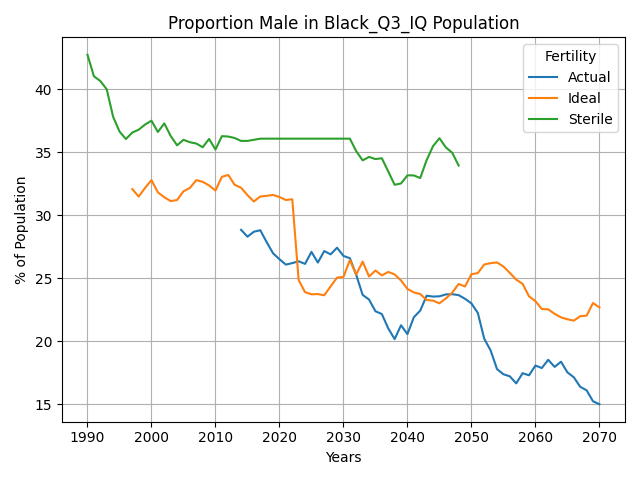 Proportion Male in Black_Q3_IQ Population
% of Population
40
35
30
25
20
15
Fertility
Actual
Ideal
Sterile
1990 2000 2010 2020 2030 2040 2050 2060 2070
Years